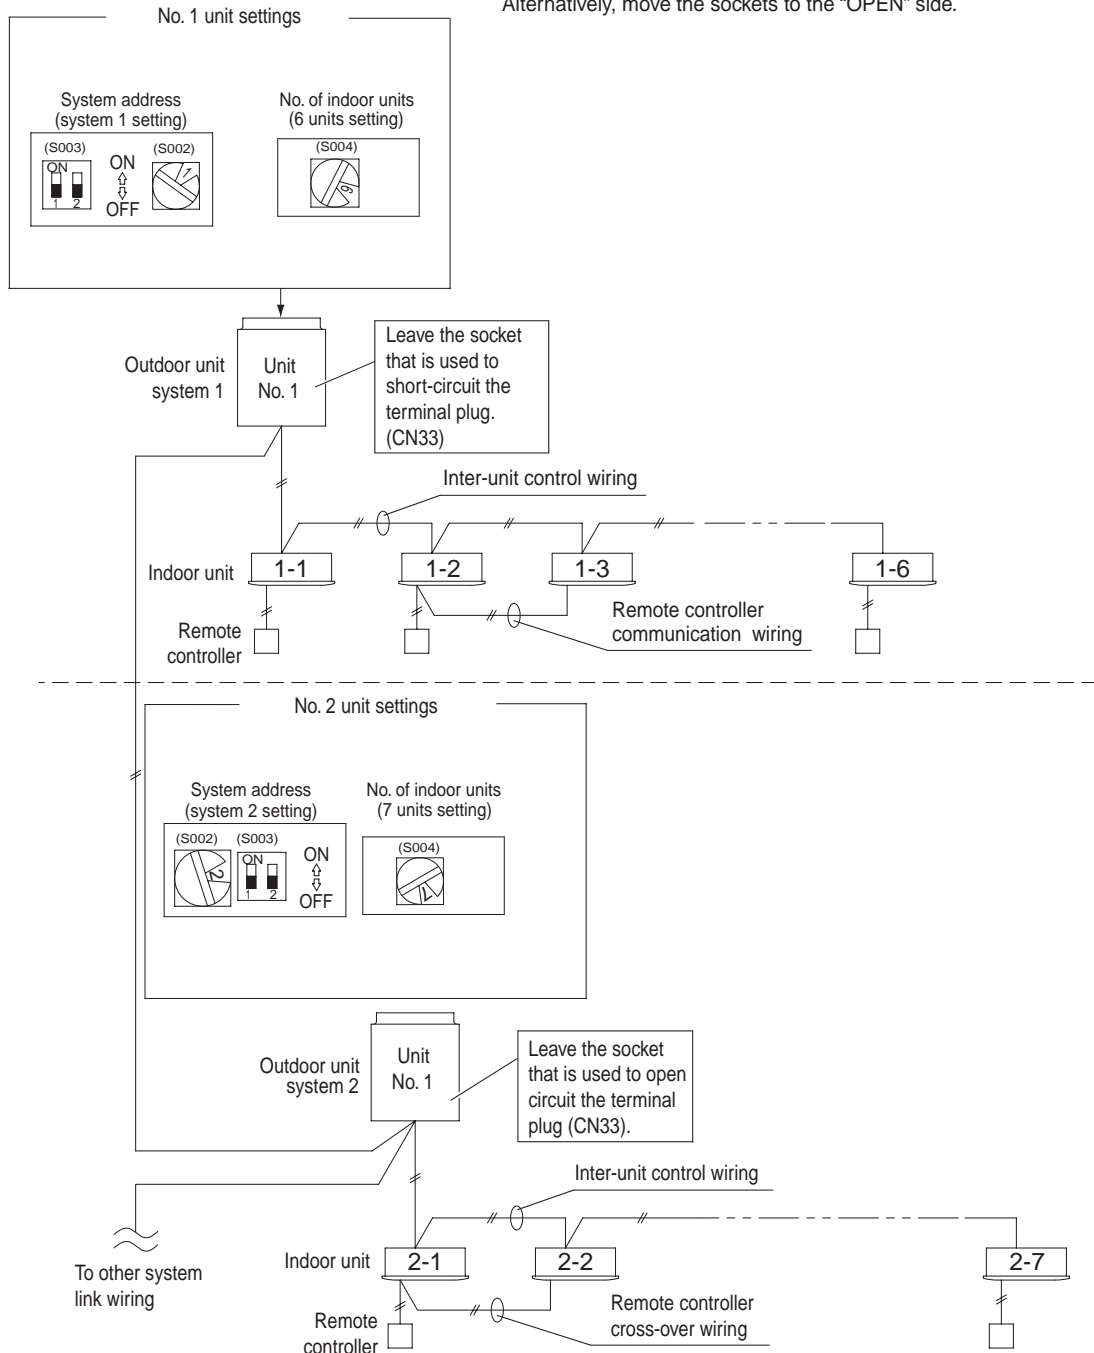 Alternatively, move the sockets to the “OPEN” side.
No. 1 unit settings
System address
(system 1 setting)
No. of indoor units
(6 units setting)
(S003)
(S002)
(S004)
ON
1 2
ON
OFF
1
6
Outdoor unit
system 1
Unit
No. 1
Leave the socket
that is used to
short-circuit the
terminal plug.
(CN33)
Inter-unit control wiring
Indoor unit
1-1
1-2
1-3
1-6
Remote
controller
Remote controller
communication wiring
No. 2 unit settings
System address
(system 2 setting)
No. of indoor units
(7 units setting)
(S002)
(S003)
(S004)
2
ON
1 2
ON
OFF
7
Outdoor unit
system 2
Unit
No. 1
Leave the socket
that is used to open
circuit the terminal
plug (CN33).
Inter-unit control wiring
Indoor unit
2-1
2-2
2-7
To other system
link wiring
Remote
controller
Remote controller
cross-over wiring